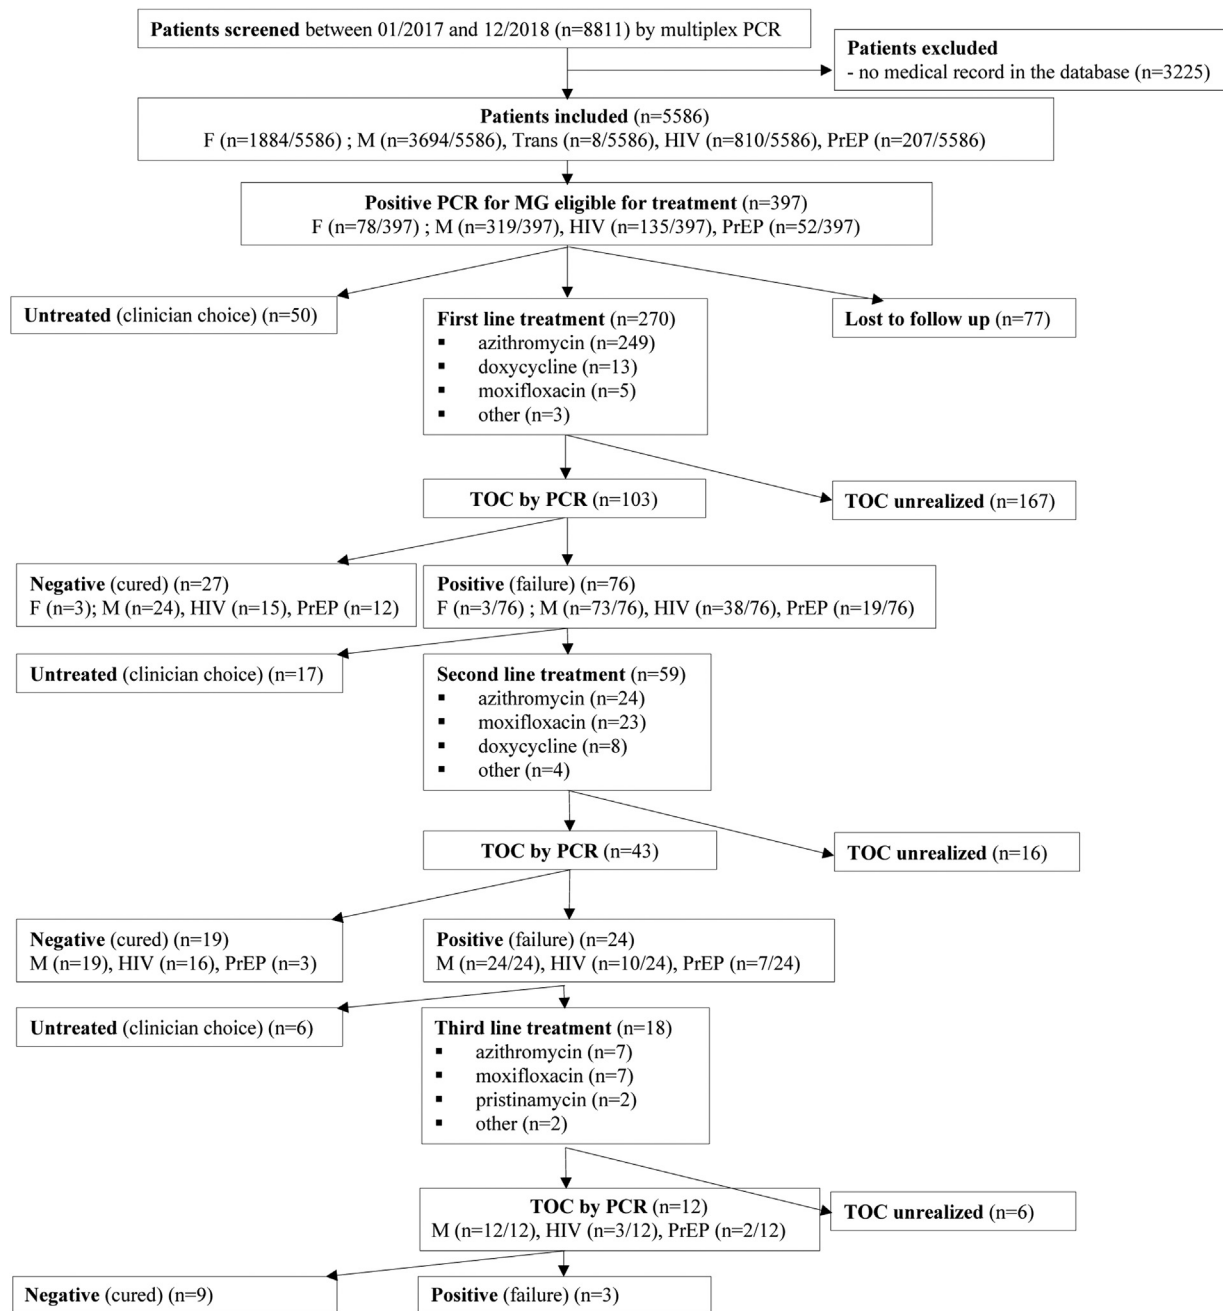 Patients screened between 01/2017 and 12/2018 (n=8811) by multiplex PCR
Patients excluded
- no medical record in the database (n=3225)
Patients included (n=5586)
F (n=1884/5586) ; M (n=3694/5586), Trans (n=8/5586), HIV (n=810/5586), PrEP (n=207/5586)
Positive PCR for MG eligible for treatment (n=397)
F (n=78/397) ; M (n=319/397), HIV (n=135/397), PrEP (n=52/397)
Untreated (clinician choice) (n=50)
First line treatment (n=270)
▪ azithromycin (n=249)
▪ doxycycline (n=13)
▪ moxifloxacin (n=5)
▪ other (n=3)
Lost to follow up (n=77)
TOC by PCR (n=103)
TOC unrealized (n=167)
Negative (cured) (n=27)
F (n=3); M (n=24), HIV (n=15), PrEP (n=12)
Positive (failure) (n=76)
F (n=3/76) ; M (n=73/76), HIV (n=38/76), PrEP (n=19/76)
Untreated (clinician choice) (n=17)
Second line treatment (n=59)
▪ azithromycin (n=24)
▪ moxifloxacin (n=23)
▪ doxycycline (n=8)
▪ other (n=4)
TOC by PCR (n=43)
TOC unrealized (n=16)
Negative (cured) (n=19)
M (n=19), HIV (n=16), PrEP (n=3)
Positive (failure) (n=24)
M (n=24/24), HIV (n=10/24), PrEP (n=7/24)
Untreated (clinician choice) (n=6)
Third line treatment (n=18)
▪ azithromycin (n=7)
▪ moxifloxacin (n=7)
▪ pristinamycin (n=2)
▪ other (n=2)
TOC by PCR (n=12)
M (n=12/12), HIV (n=3/12), PrEP (n=2/12)
TOC unrealized (n=6)
Negative (cured) (n=9)
Positive (failure) (n=3)